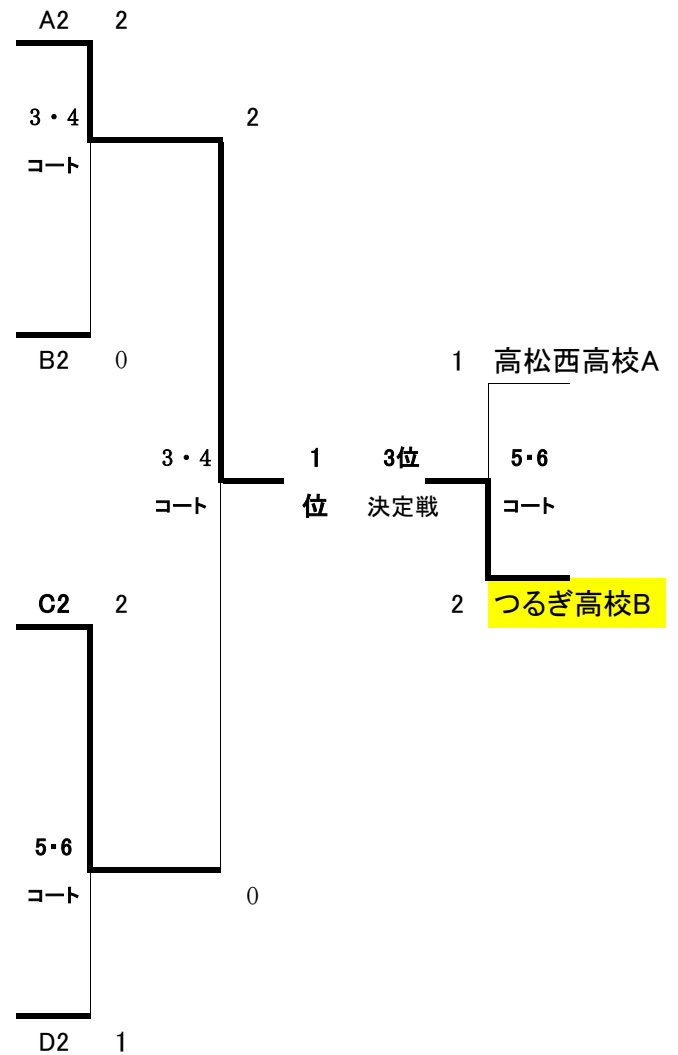 A2 2
3・4 2
コート
B2 0
1 高松西高校A
3・4 1 3位 5・6
コート 位 決定戦 コート
C2 2
2 つるぎ高校B
5・6
コート 0
D2 1